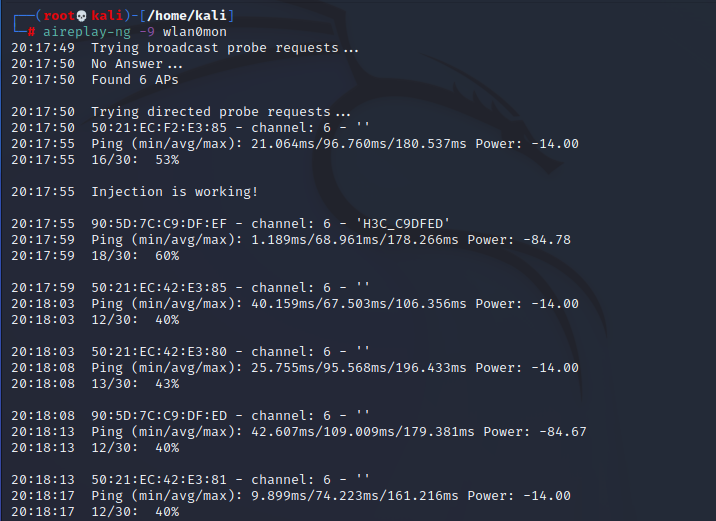 ┌──(root💀kali)-[/home/kali]
└─# aireplay-ng -9 wlan0mon
20:17:49  Trying broadcast probe requests...
20:17:50  No Answer...
20:17:50  Found 6 APs
20:17:50  Trying directed probe requests...
20:17:50  50:21:EC:F2:E3:85 - channel: 6 - ''
20:17:55  Ping (min/avg/max): 21.064ms/96.760ms/180.537ms Power: -14.00
20:17:55  16/30:  53%
20:17:55  Injection is working!
20:17:55  90:5D:7C:C9:DF:EF - channel: 6 - 'H3C_C9DFED'
20:17:59  Ping (min/avg/max): 1.189ms/68.961ms/178.266ms Power: -84.78
20:17:59  18/30:  60%
20:17:59  50:21:EC:42:E3:85 - channel: 6 - ''
20:18:03  Ping (min/avg/max): 40.159ms/67.503ms/106.356ms Power: -14.00
20:18:03  12/30:  40%
20:18:03  50:21:EC:42:E3:80 - channel: 6 - ''
20:18:08  Ping (min/avg/max): 25.755ms/95.568ms/196.433ms Power: -14.00
20:18:08  13/30:  43%
20:18:08  90:5D:7C:C9:DF:ED - channel: 6 - ''
20:18:13  Ping (min/avg/max): 42.607ms/109.009ms/179.381ms Power: -84.67
20:18:13  12/30:  40%
20:18:13  50:21:EC:42:E3:81 - channel: 6 - ''
20:18:17  Ping (min/avg/max): 9.899ms/74.223ms/161.216ms Power: -14.00
20:18:17  12/30:  40%